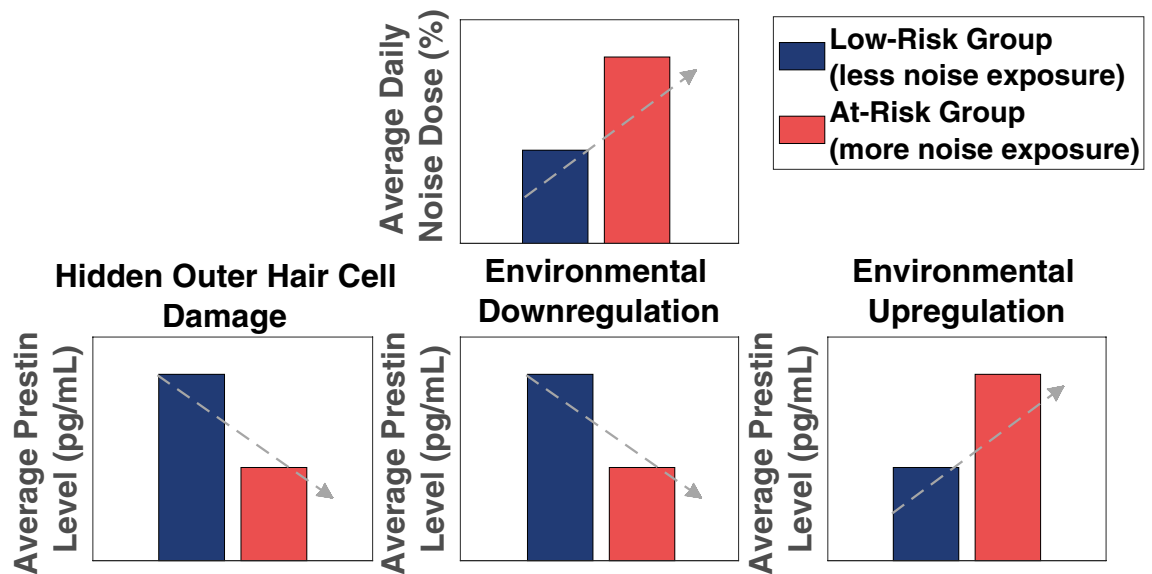 Average Daily
Noise Dose (%)
Low-Risk Group
(less noise exposure)
At-Risk Group
(more noise exposure)
Hidden Outer Hair Cell
Damage
Average Prestin
Level (pg/mL)
Environmental
Downregulation
Average Prestin
Level (pg/mL)
Environmental
Upregulation
Average Prestin
Level (pg/mL)